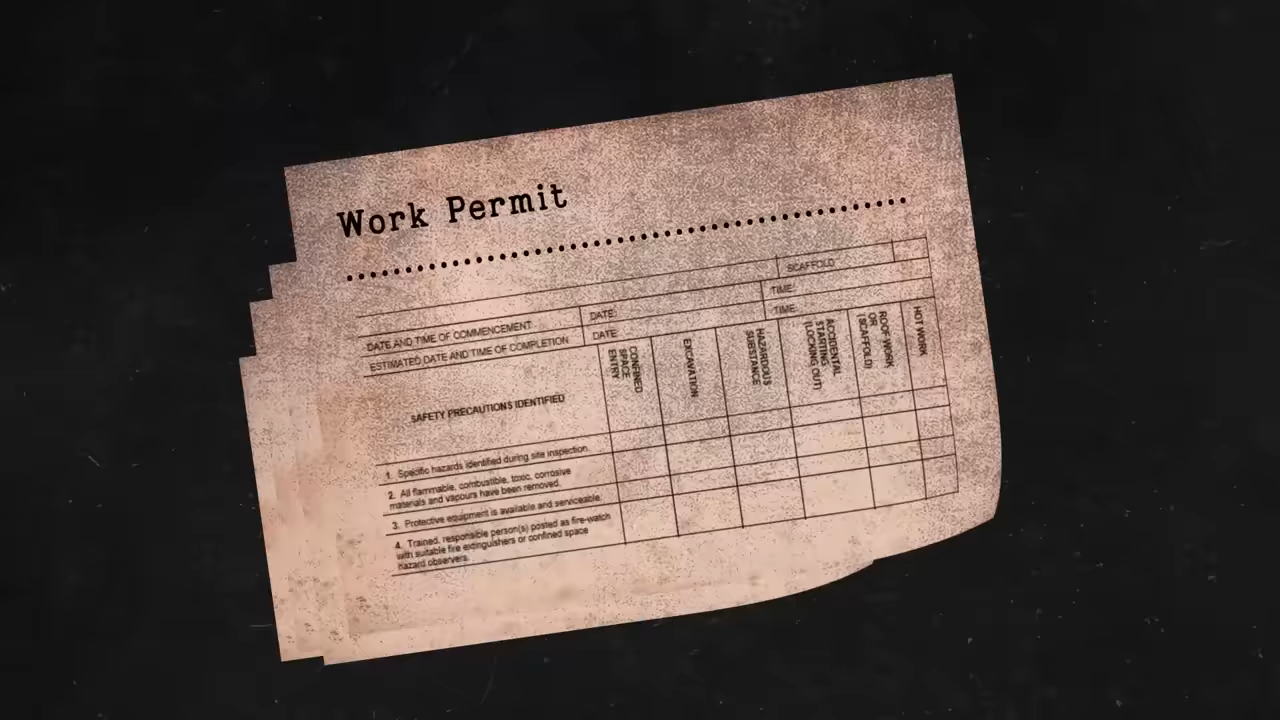 Work Permit
SCAFFOLD
DATE AND TIME OF COMMENCEMENT
DATE:
TIME:
ESTIMATED DATE AND TIME OF COMPLETION
DATE:
TIME:
SAFETY PRECAUTIONS IDENTIFIED
CONFINED
SPACE
ENTRY
EXCAVATION
HAZARDOUS
SUBSTANCE
ACCIDENTAL
STARTING
(LOCKING OUT)
ROOF WORK
OR
(SCAFFOLD)
HOT WORK
1. Specific hazards identified during site inspection.
2. All flammable, combustible, toxic, corrosive
materials and vapours have been removed.
3. Protective equipment is available and serviceable.
4. Trained, responsible person(s) posted as fire-watch
with suitable fire extinguishers or confined space
hazard observers.